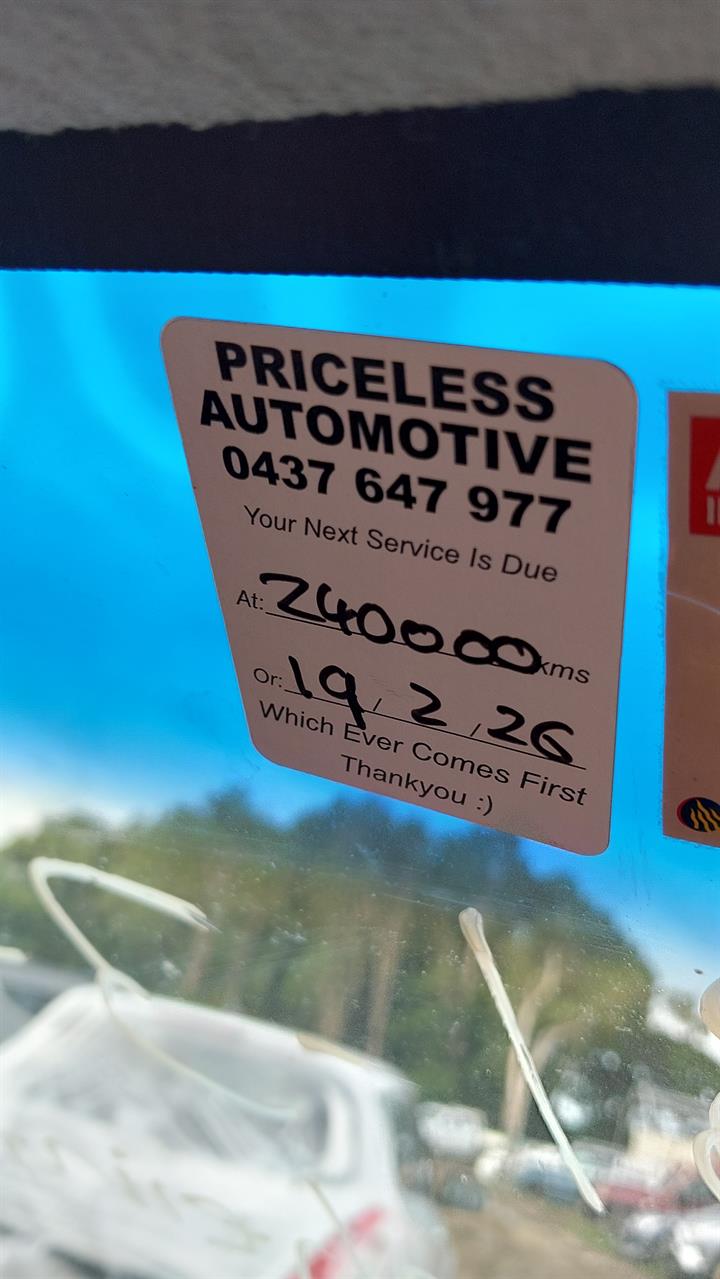 PRICELESS
AUTOMOTIVE
0437 647 977
Your Next Service Is Due
At: 240000 kms
Or: 19 / 2 / 26
Which Ever Comes First
Thankyou :)